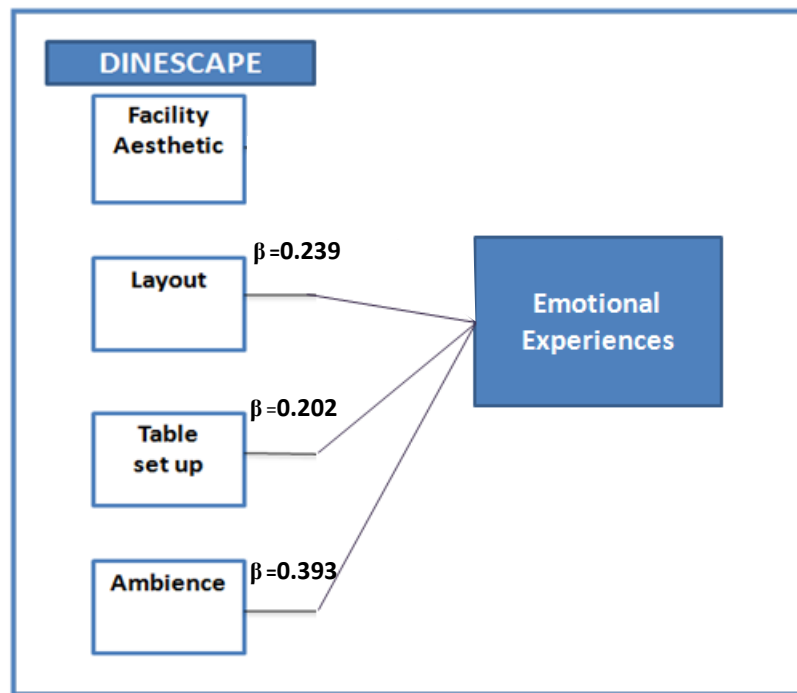 DINESCAPE
Facility
Aesthetic
β =0.239
Layout
Emotional
Experiences
β =0.202
Table
set up
β =0.393
Ambience